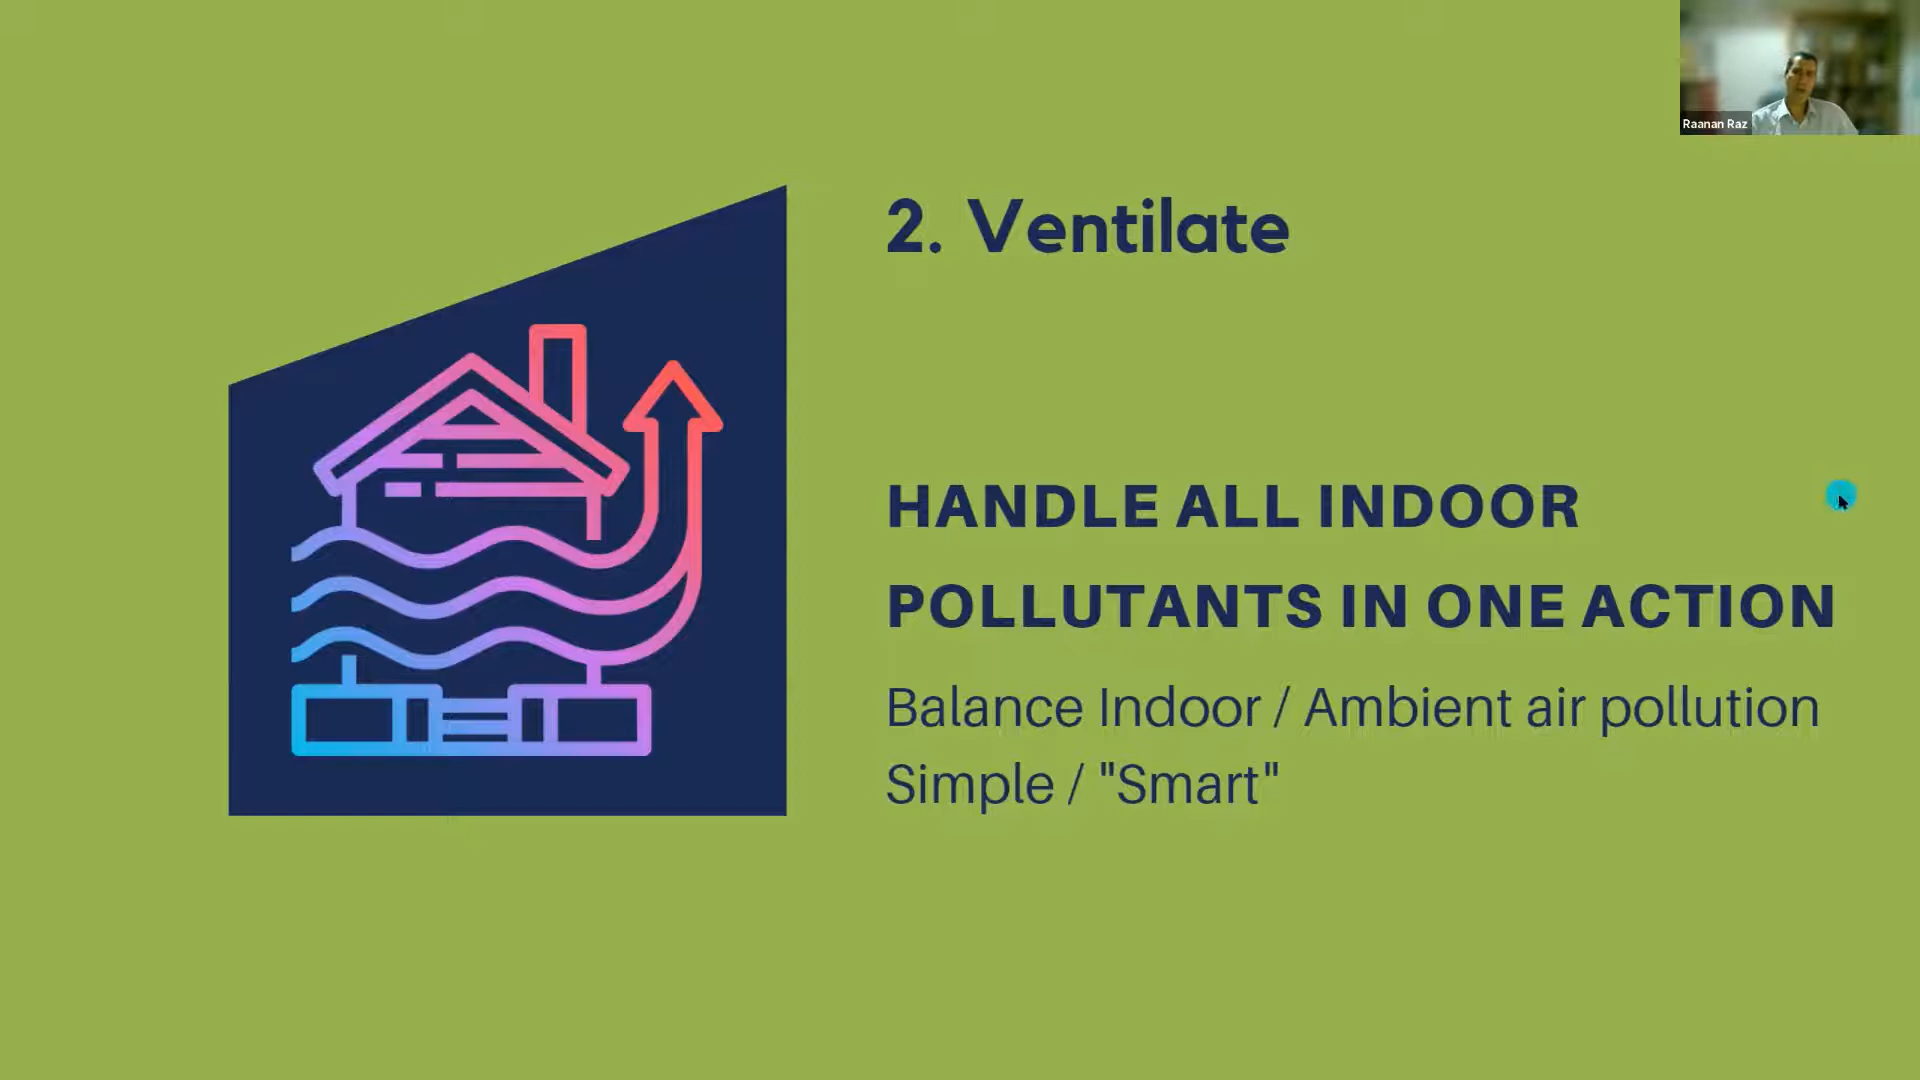 Raanan Raz
2. Ventilate
HANDLE ALL INDOOR
POLLUTANTS IN ONE ACTION
Balance Indoor / Ambient air pollution
Simple / "Smart"